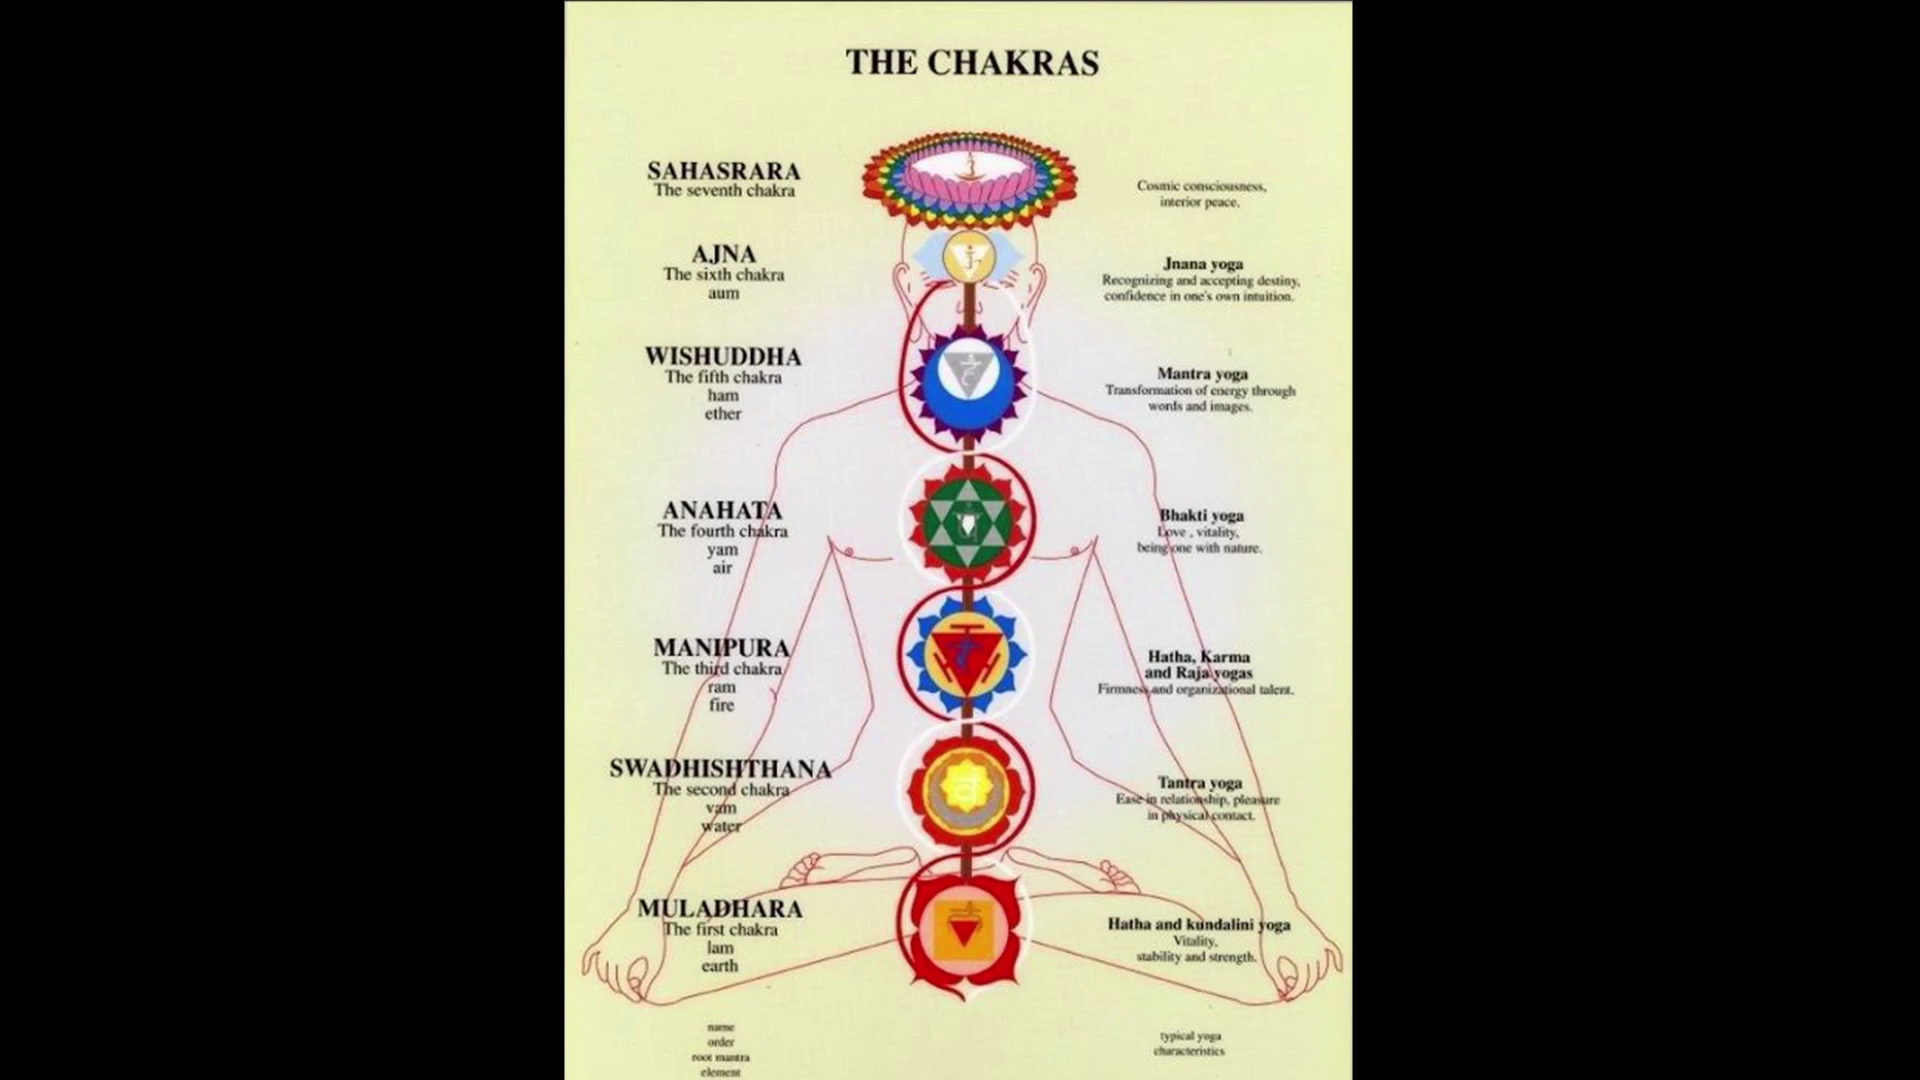 THE CHAKRAS
SAHASRARA
The seventh chakra
Cosmic consciousness,
interior peace.
AJNA
The sixth chakra
aum
Jnana yoga
Recognizing and accepting destiny,
confidence in one's own intuition.
WISHUDDHA
The fifth chakra
ham
ether
Mantra yoga
Transformation of energy through
words and images.
ANAHATA
The fourth chakra
yam
air
Bhakti yoga
Love , vitality,
being one with nature.
MANIPURA
The third chakra
ram
fire
Hatha, Karma
and Raja yogas
Firmness and organizational talent.
SWADHISHTHANA
The second chakra
vam
water
Tantra yoga
Ease in relationship, pleasure
in physical contact.
MULADHARA
The first chakra
lam
earth
Hatha and kundalini yoga
Vitality,
stability and strength.
name
order
root mantra
element
typical yoga
characteristics